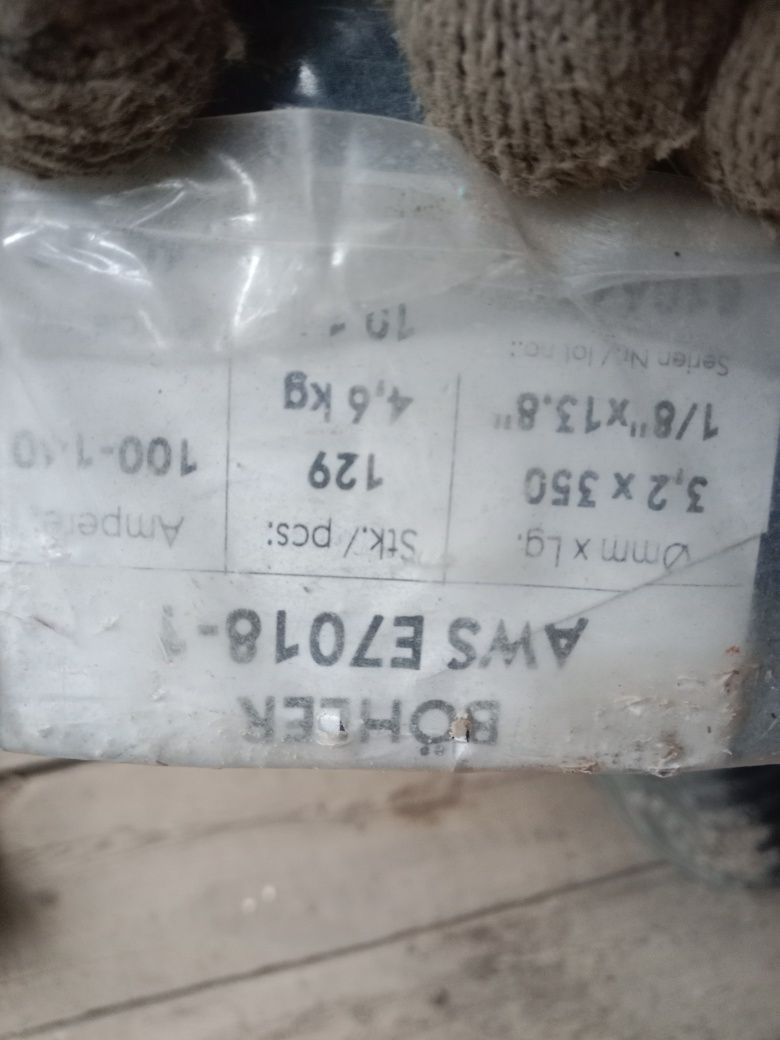 BÖHLER
AWS E7018-1
Ømm x Lg. Stk./ pcs: Ampere
3,2 x 350 129 100-140
1/8"x13.8" 4,6 kg
Serien Nr./ lot no.: